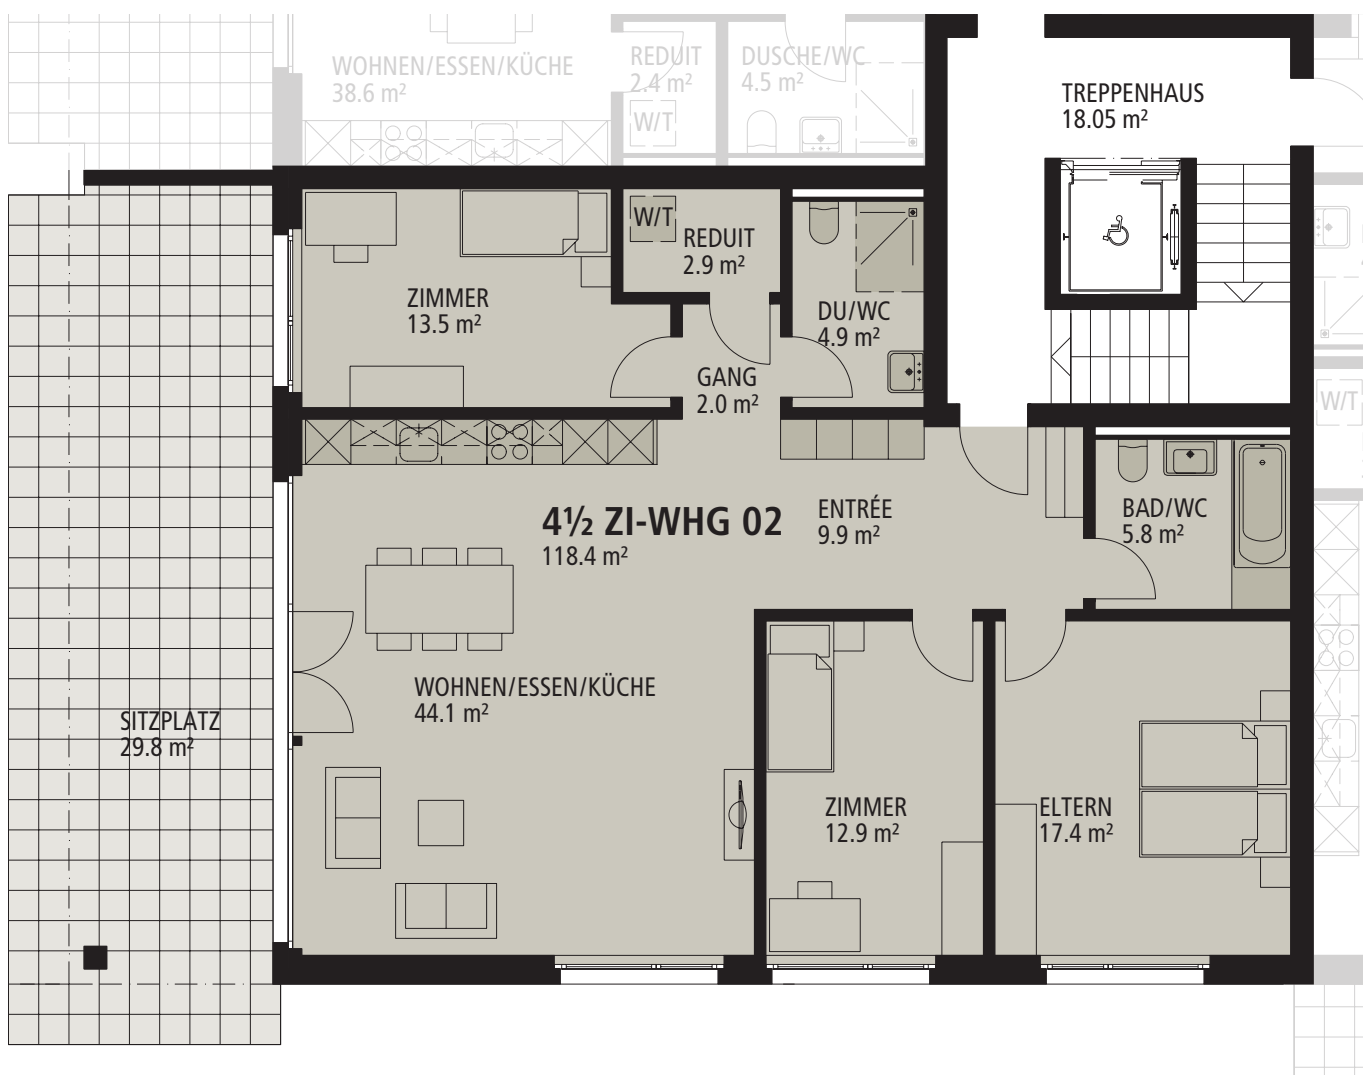 WOHNEN/ESSEN/KÜCHE
38.6 m²
REDUIT
2.4 m²
W/T
DUSCHE/WC
4.5 m²
TREPPENHAUS
18.05 m²
W/T
REDUIT
2.9 m²
ZIMMER
13.5 m²
DU/WC
4.9 m²
GANG
2.0 m²
W/T
4½ ZI-WHG 02
118.4 m²
ENTRÉE
9.9 m²
BAD/WC
5.8 m²
WOHNEN/ESSEN/KÜCHE
44.1 m²
SITZPLATZ
29.8 m²
ZIMMER
12.9 m²
ELTERN
17.4 m²